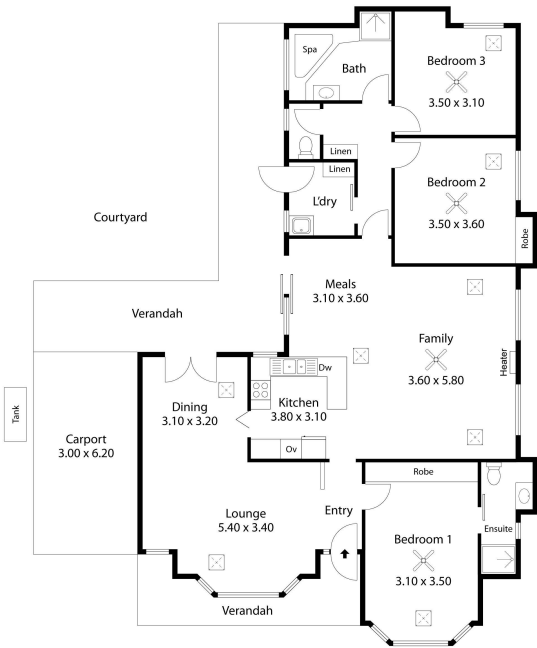 Spa
Bath
Bedroom 3
3.50 x 3.10
Linen
Linen
L'dry
Bedroom 2
3.50 x 3.60
Robe
Courtyard
Meals
3.10 x 3.60
Verandah
Family
3.60 x 5.80
Heater
Dw
Kitchen
3.80 x 3.10
Dining
3.10 x 3.20
Tank
Carport
3.00 x 6.20
Ov
Robe
Lounge
5.40 x 3.40
Entry
Ensuite
Bedroom 1
3.10 x 3.50
Verandah